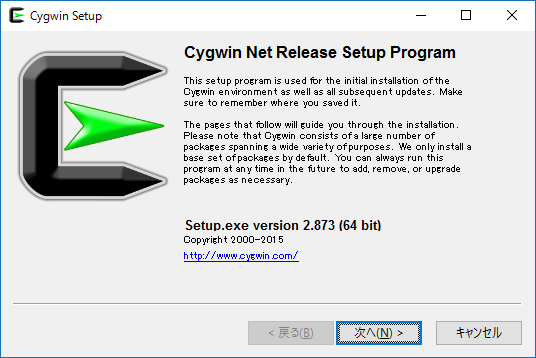 Cygwin Setup
Cygwin Net Release Setup Program
This setup program is used for the initial installation of the
Cygwin environment as well as all subsequent updates. Make
sure to remember where you saved it.
The pages that follow will guide you through the installation.
Please note that Cygwin consists of a large number of
packages spanning a wide variety of purposes. We only install a
base set of packages by default. You can always run this
program at any time in the future to add, remove, or upgrade
packages as necessary.
Setup.exe version 2.873 (64 bit)
Copyright 2000-2015
http://www.cygwin.com/
< 戻る(B)
次へ(N) >
キャンセル